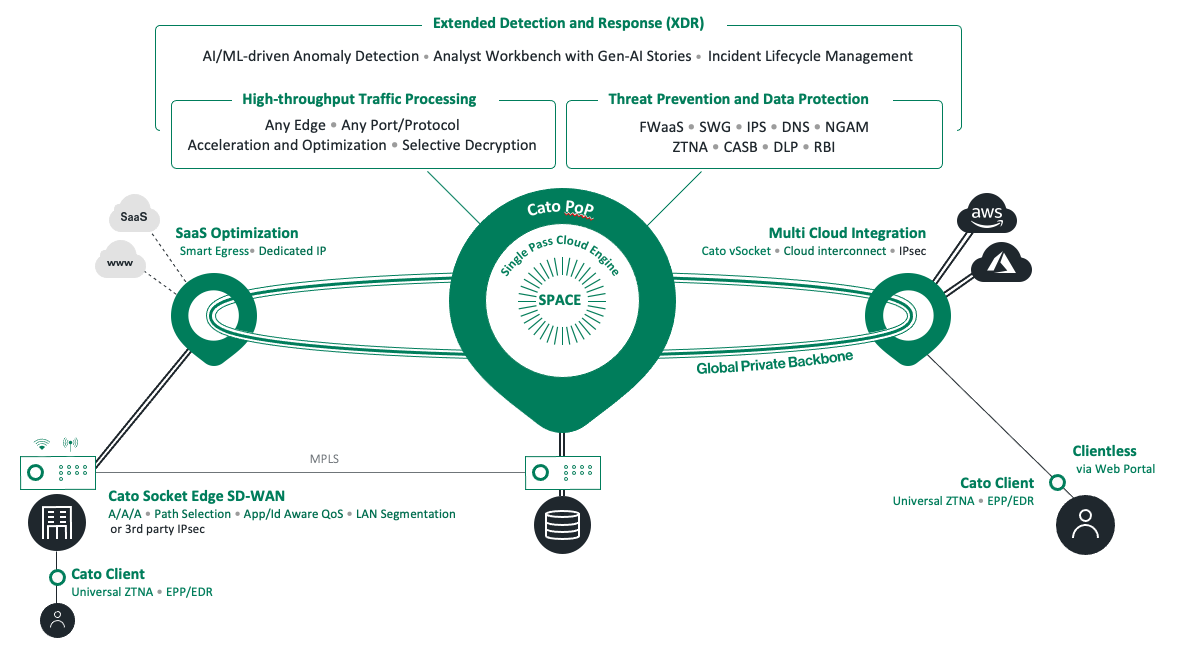 Extended Detection and Response (XDR)
AI/ML-driven Anomaly Detection • Analyst Workbench with Gen-AI Stories • Incident Lifecycle Management
High-throughput Traffic Processing
Any Edge • Any Port/Protocol
Acceleration and Optimization • Selective Decryption
Threat Prevention and Data Protection
FWaaS • SWG • IPS • DNS • NGAM
ZTNA • CASB • DLP • RBI
Cato PoP
Single Pass Cloud Engine
SPACE
SaaS
www
SaaS Optimization
Smart Egress• Dedicated IP
Multi Cloud Integration
Cato vSocket • Cloud interconnect • IPsec
aws
Global Private Backbone
MPLS
Cato Socket Edge SD-WAN
A/A/A • Path Selection • App/Id Aware QoS • LAN Segmentation
or 3rd party IPsec
Cato Client
Universal ZTNA • EPP/EDR
Clientless
via Web Portal
Cato Client
Universal ZTNA • EPP/EDR